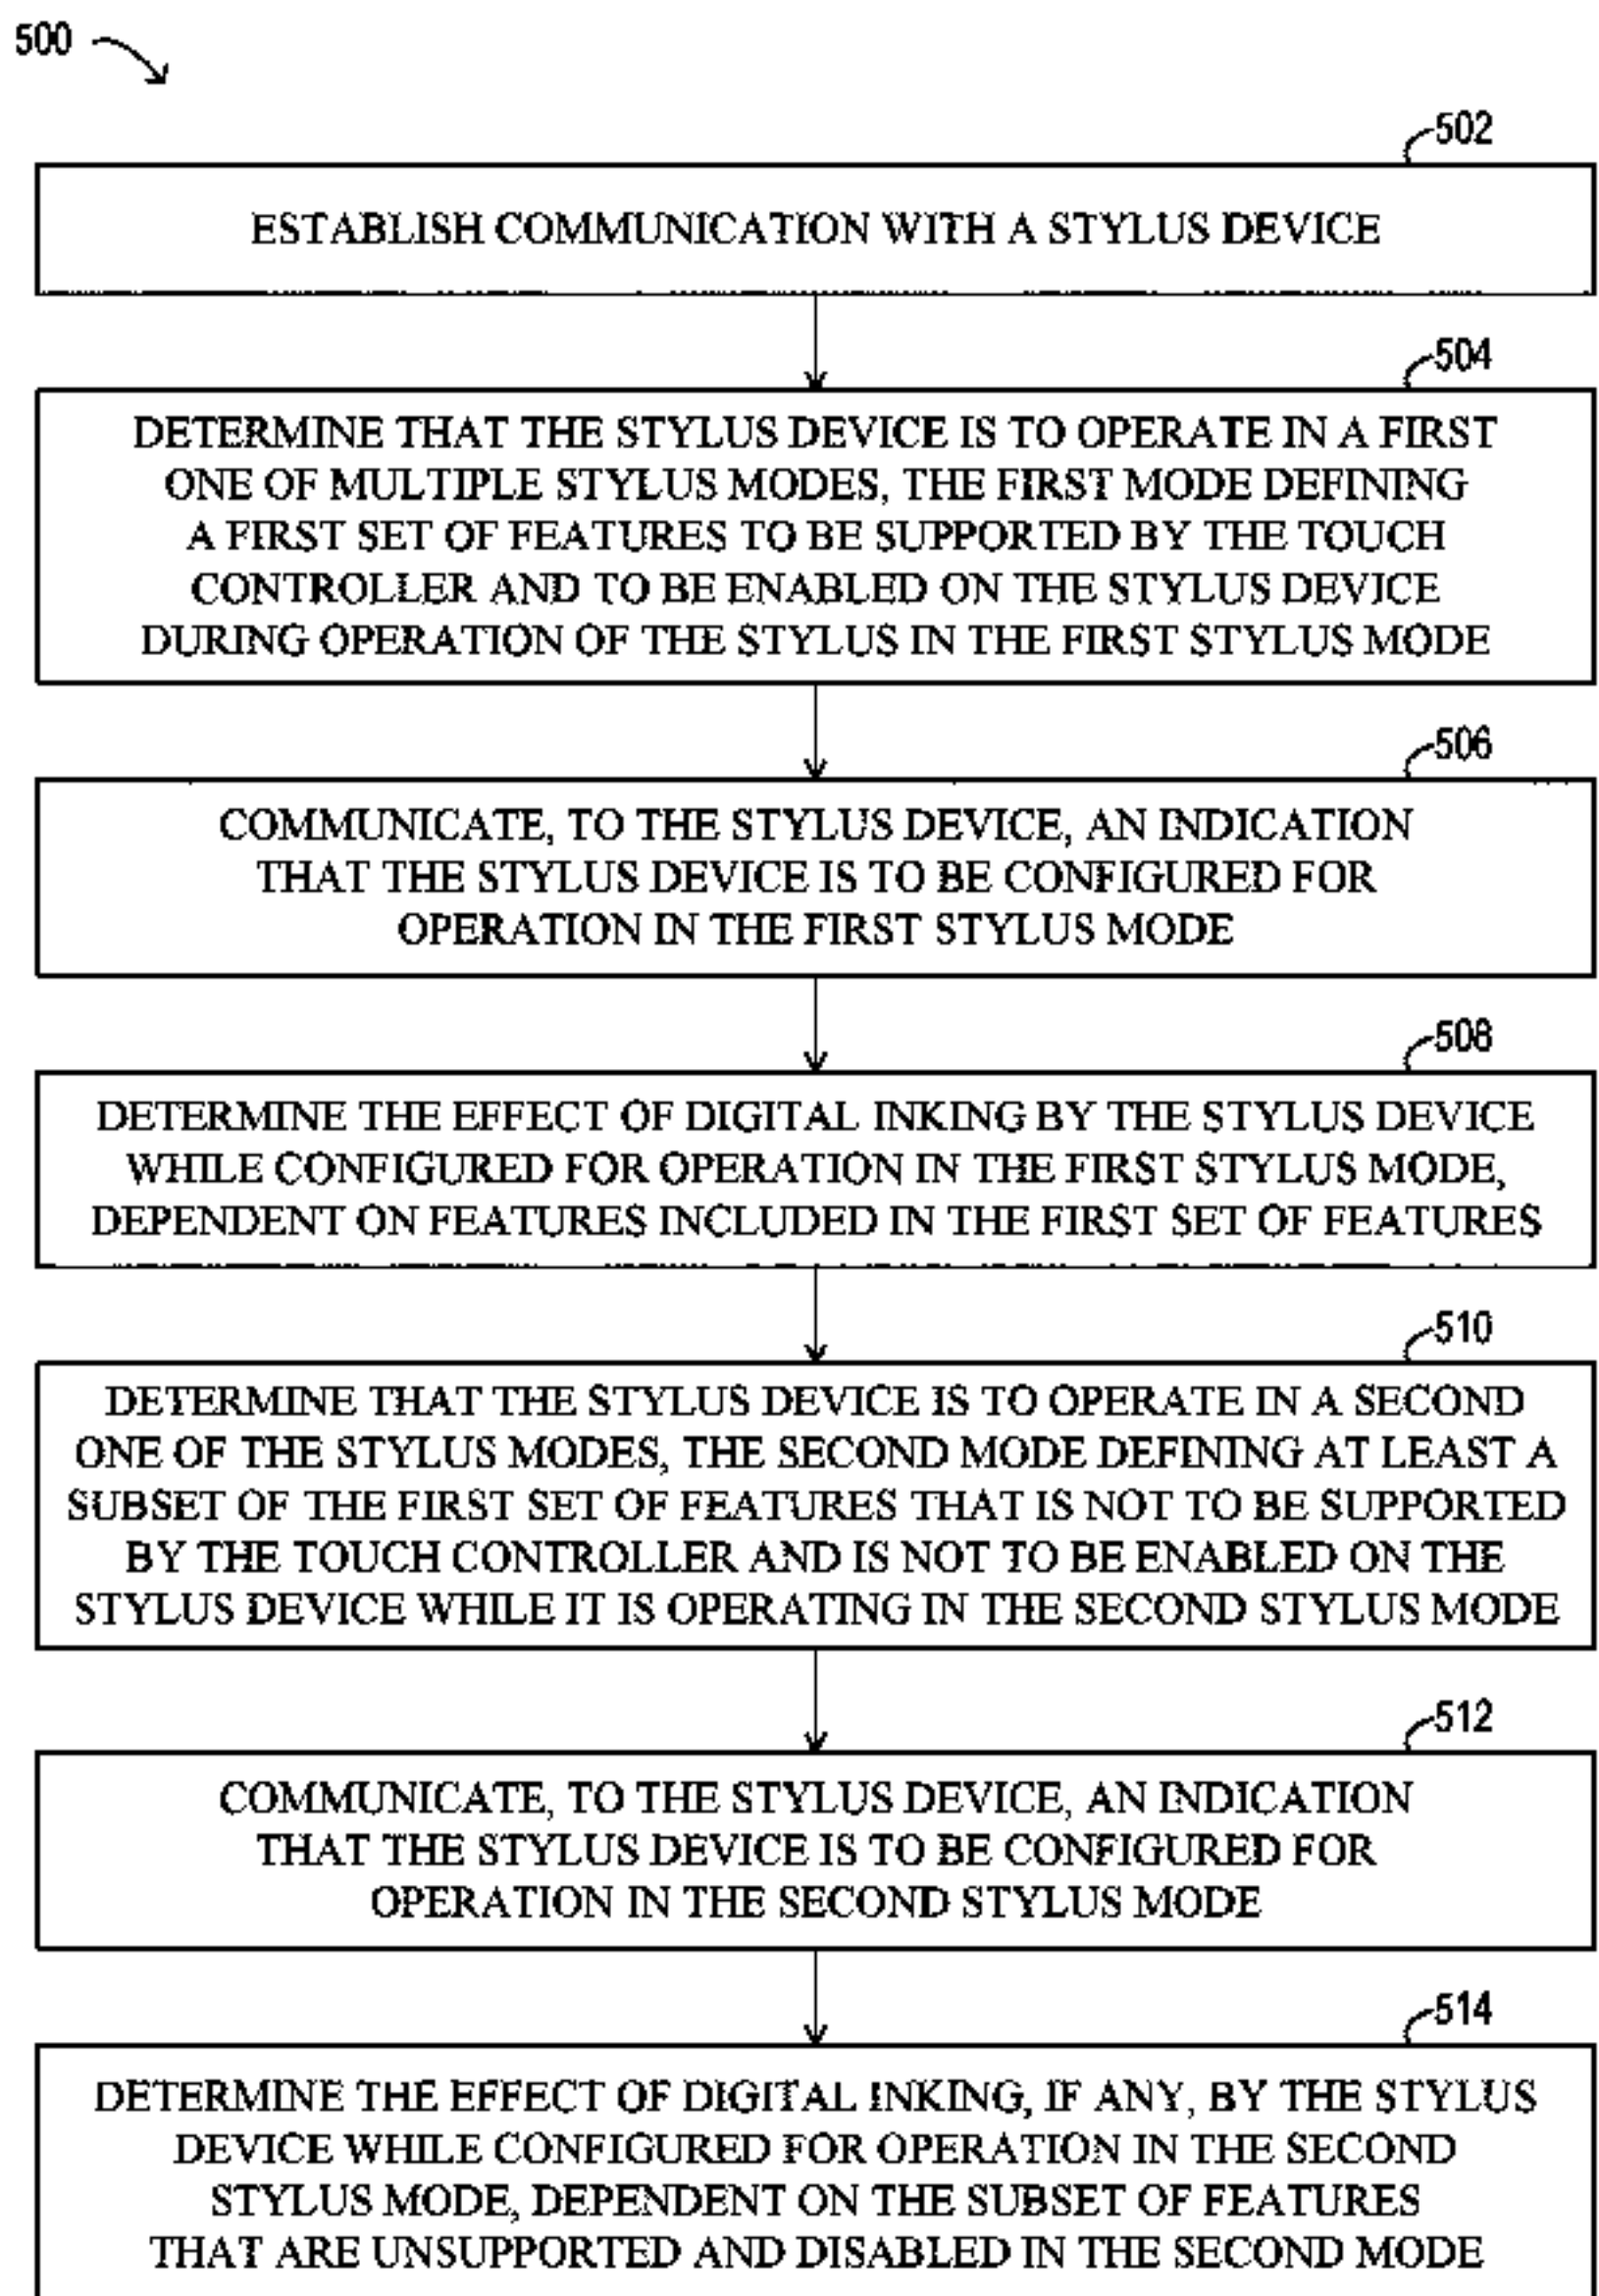 500
502
ESTABLISH COMMUNICATION WITH A STYLUS DEVICE
504
DETERMINE THAT THE STYLUS DEVICE IS TO OPERATE IN A FIRST
ONE OF MULTIPLE STYLUS MODES, THE FIRST MODE DEFINING
A FIRST SET OF FEATURES TO BE SUPPORTED BY THE TOUCH
CONTROLLER AND TO BE ENABLED ON THE STYLUS DEVICE
DURING OPERATION OF THE STYLUS IN THE FIRST STYLUS MODE
506
COMMUNICATE, TO THE STYLUS DEVICE, AN INDICATION
THAT THE STYLUS DEVICE IS TO BE CONFIGURED FOR
OPERATION IN THE FIRST STYLUS MODE
508
DETERMINE THE EFFECT OF DIGITAL INKING BY THE STYLUS DEVICE
WHILE CONFIGURED FOR OPERATION IN THE FIRST STYLUS MODE,
DEPENDENT ON FEATURES INCLUDED IN THE FIRST SET OF FEATURES
510
DETERMINE THAT THE STYLUS DEVICE IS TO OPERATE IN A SECOND
ONE OF THE STYLUS MODES, THE SECOND MODE DEFINING AT LEAST A
SUBSET OF THE FIRST SET OF FEATURES THAT IS NOT TO BE SUPPORTED
BY THE TOUCH CONTROLLER AND IS NOT TO BE ENABLED ON THE
STYLUS DEVICE WHILE IT IS OPERATING IN THE SECOND STYLUS MODE
512
COMMUNICATE, TO THE STYLUS DEVICE, AN INDICATION
THAT THE STYLUS DEVICE IS TO BE CONFIGURED FOR
OPERATION IN THE SECOND STYLUS MODE
514
DETERMINE THE EFFECT OF DIGITAL INKING, IF ANY, BY THE STYLUS
DEVICE WHILE CONFIGURED FOR OPERATION IN THE SECOND
STYLUS MODE, DEPENDENT ON THE SUBSET OF FEATURES
THAT ARE UNSUPPORTED AND DISABLED IN THE SECOND MODE